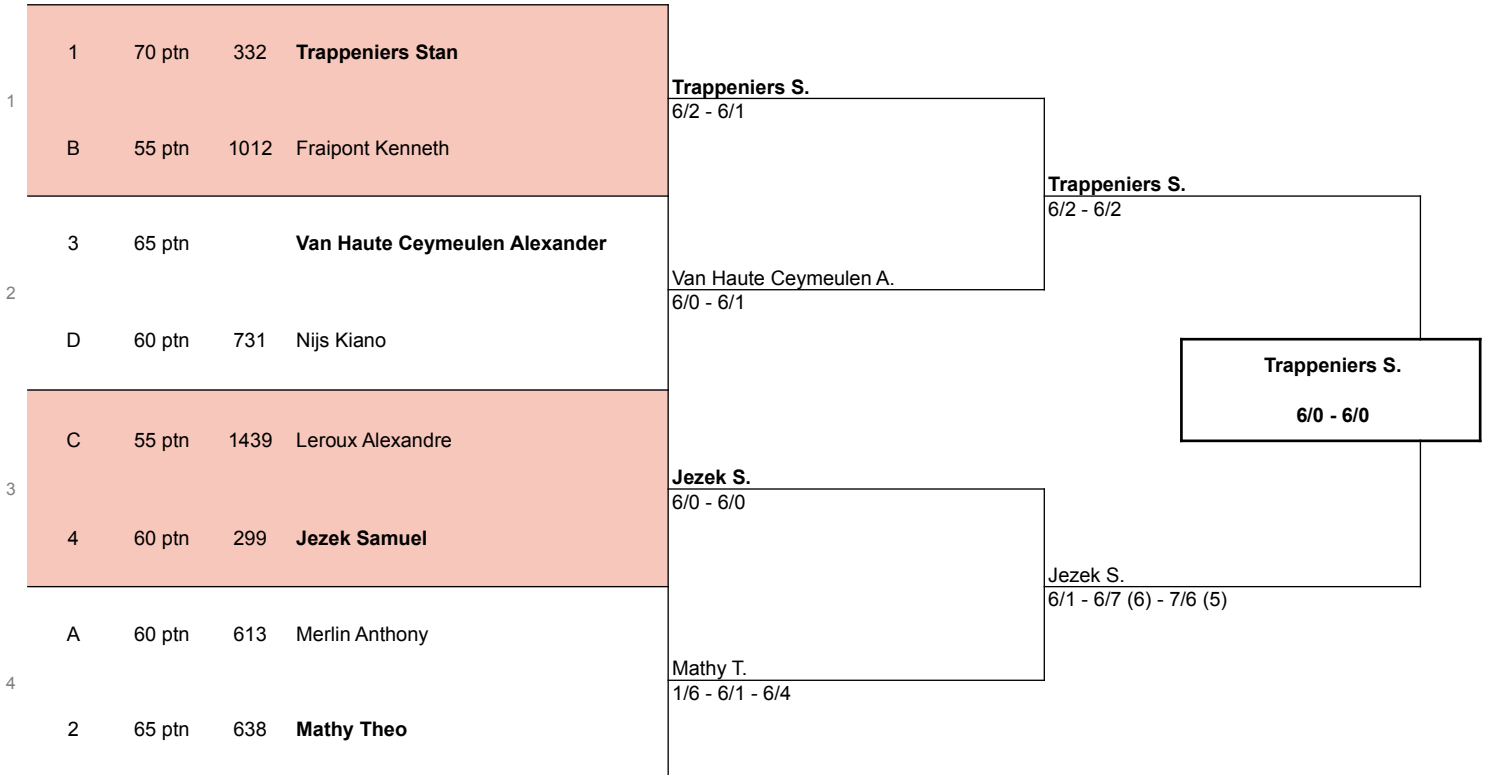 1 70 ptn 332 Trappeniers Stan
Trappeniers S.
1
6/2 - 6/1
B 55 ptn 1012 Fraipont Kenneth
Trappeniers S.
6/2 - 6/2
3 65 ptn Van Haute Ceymeulen Alexander
Van Haute Ceymeulen A.
2
6/0 - 6/1
D 60 ptn 731 Nijs Kiano
Trappeniers S.
6/0 - 6/0
C 55 ptn 1439 Leroux Alexandre
Jezek S.
3
6/0 - 6/0
4 60 ptn 299 Jezek Samuel
Jezek S.
6/1 - 6/7 (6) - 7/6 (5)
A 60 ptn 613 Merlin Anthony
Mathy T.
4
1/6 - 6/1 - 6/4
2 65 ptn 638 Mathy Theo